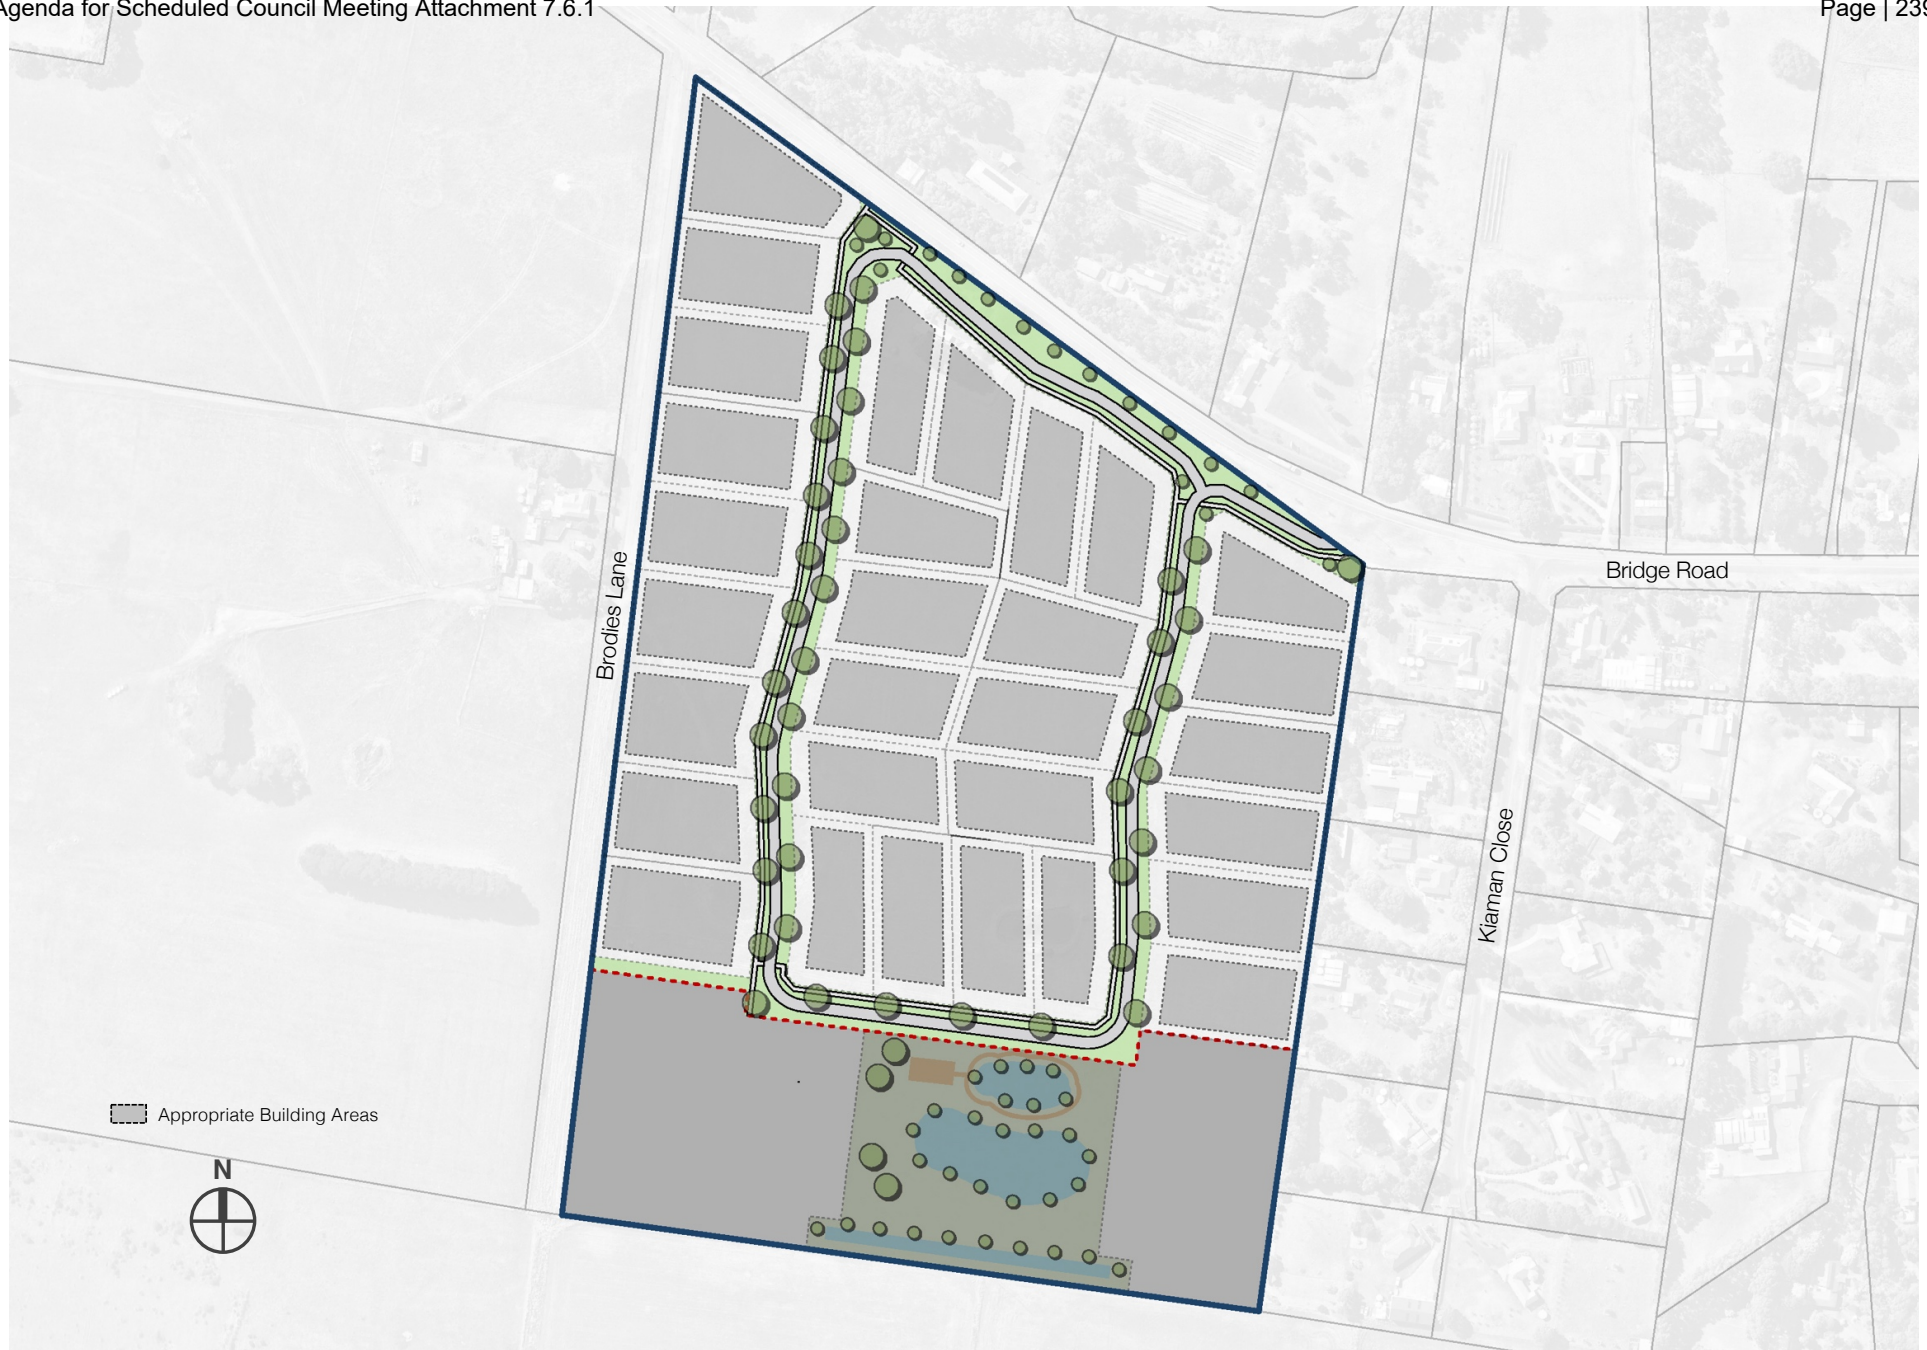 Agenda for Scheduled Council Meeting Attachment 7.6.1
Page | 239
Bridge Road
Brodies Lane
Kiaman Close
Appropriate Building Areas
N